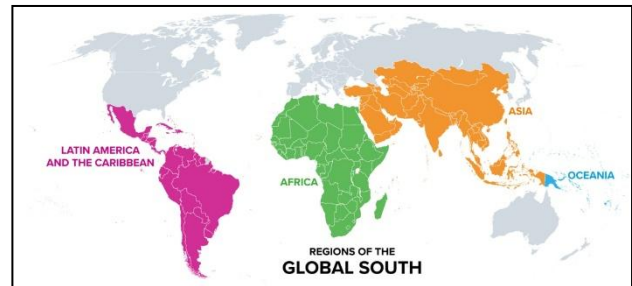 ASIA
LATIN AMERICA
AND THE CARIBBEAN
AFRICA
OCEANIA
REGIONS OF THE
GLOBAL SOUTH